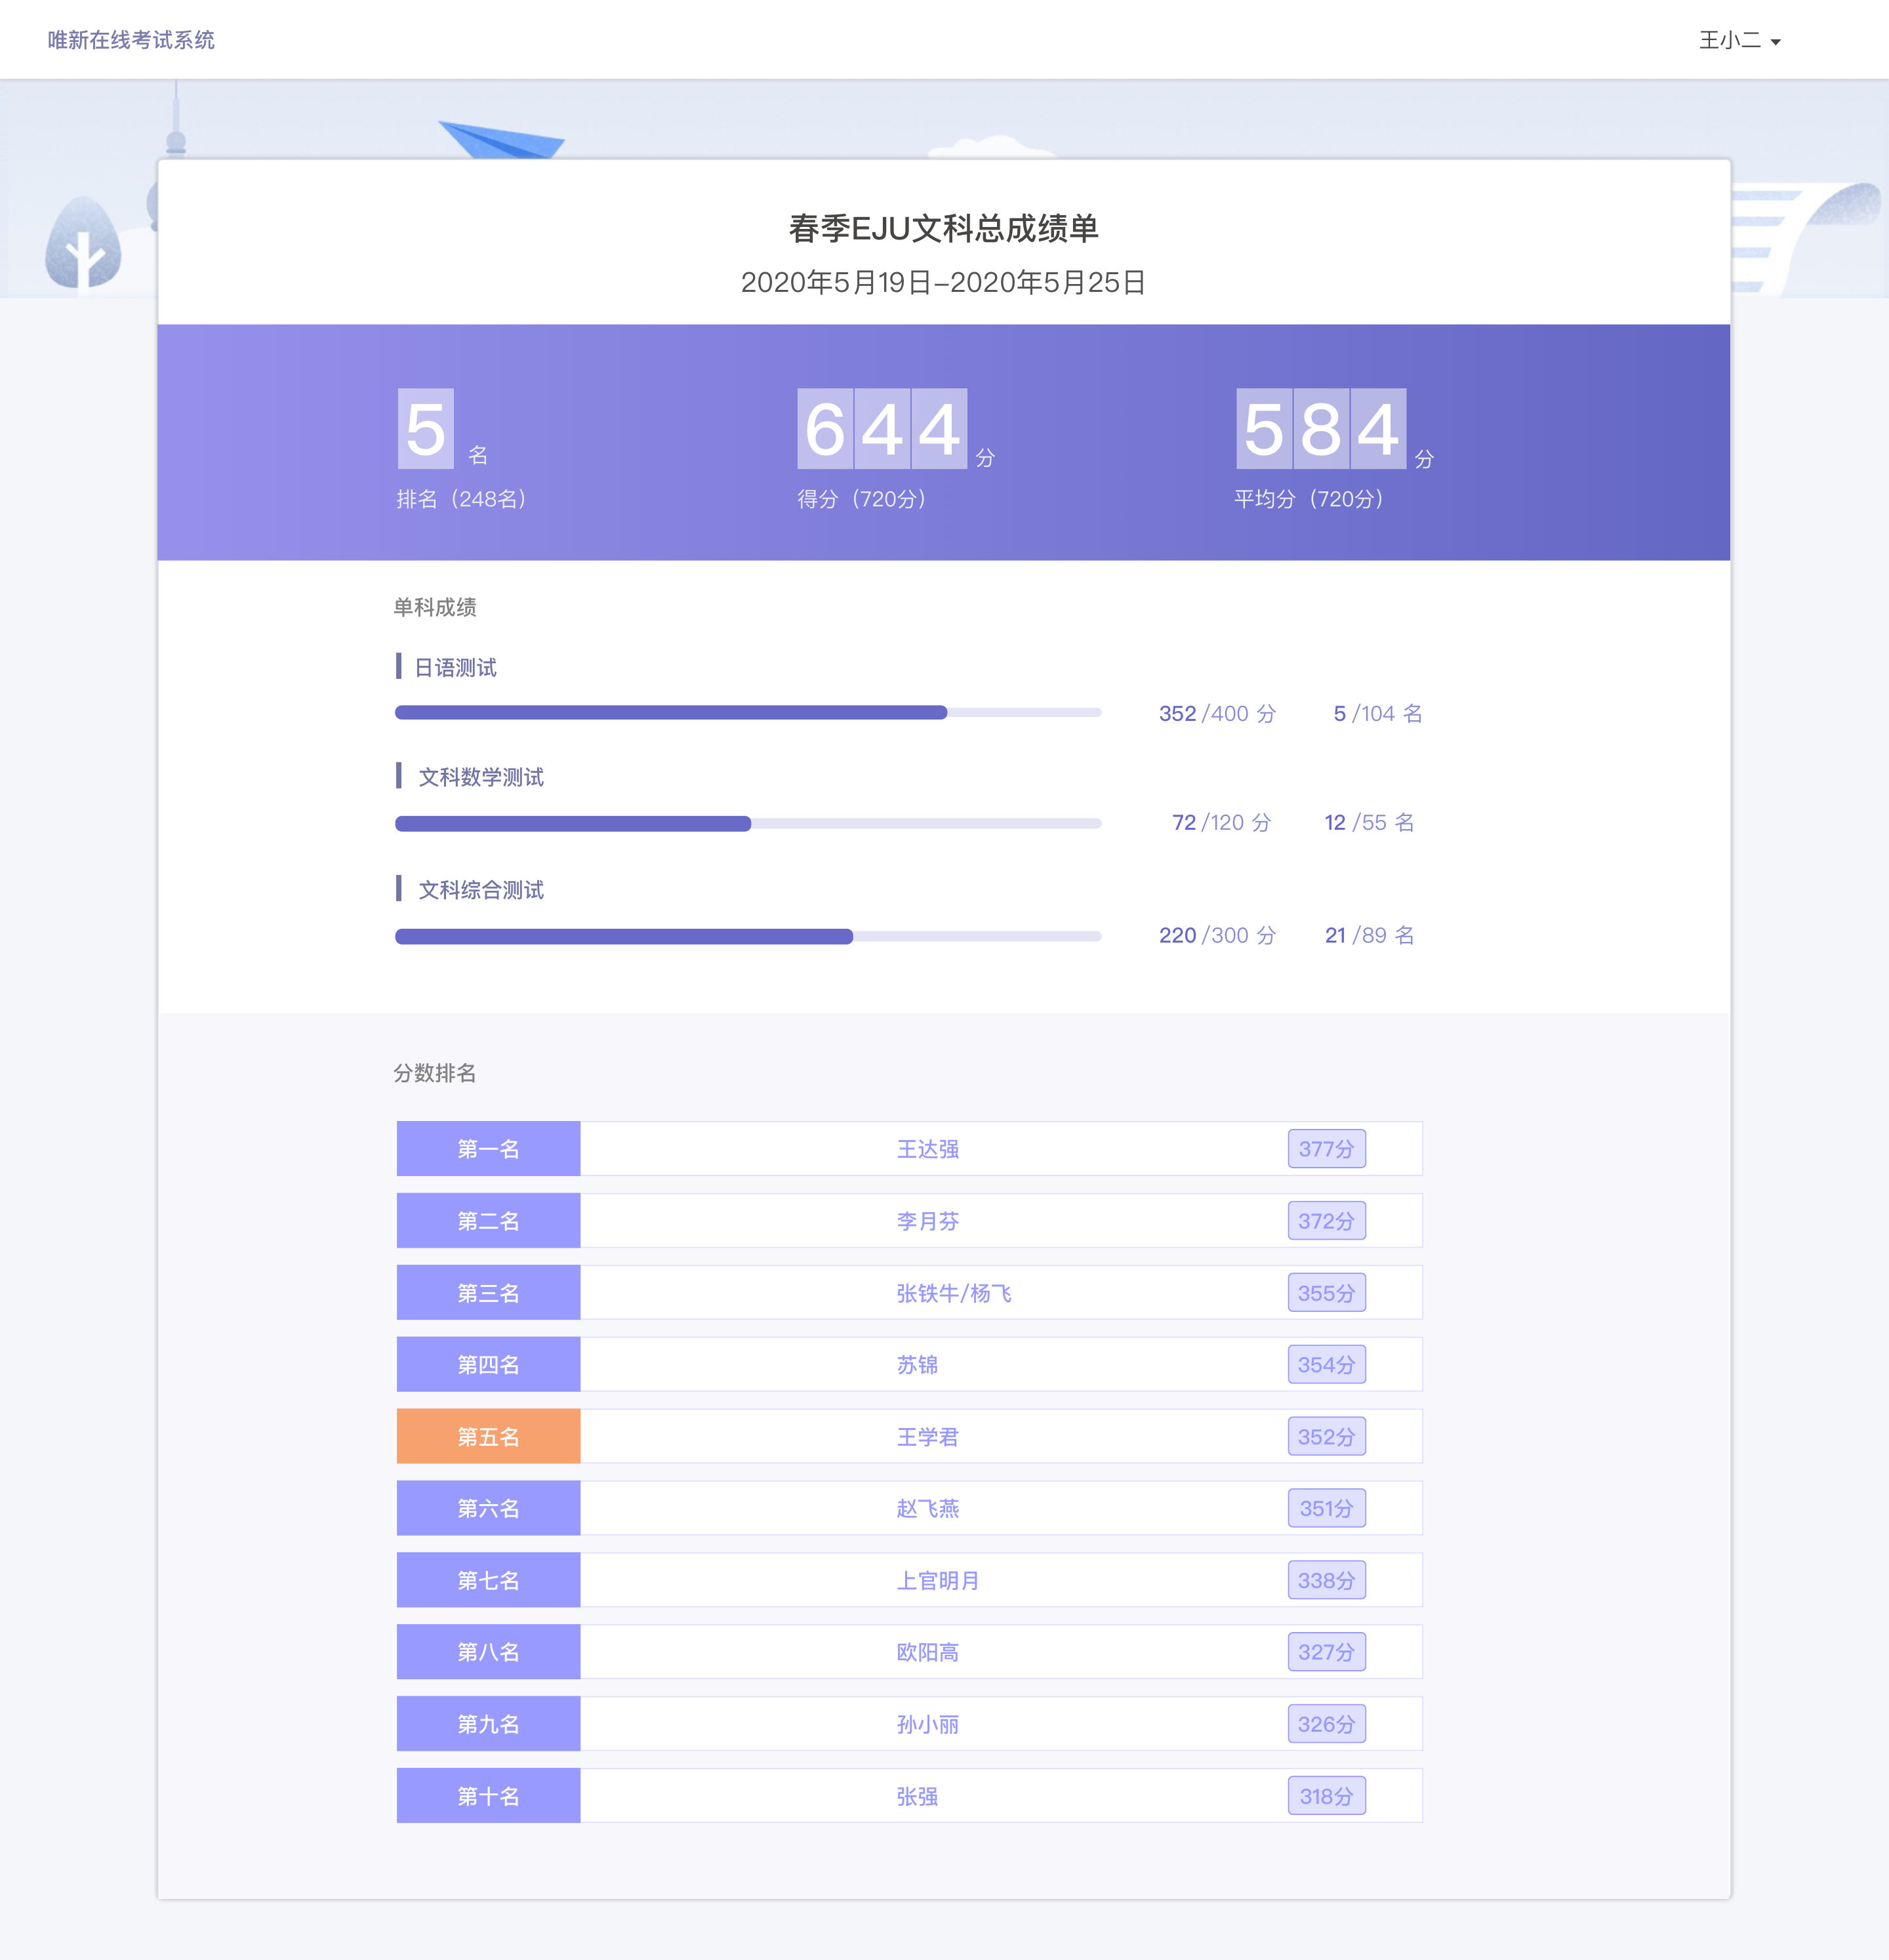 唯新在线考试系统 王小二
春季EJU文科总成绩单
2020年5月19日–2020年5月25日
5 名 644 分 584 分
排名（248名） 得分（720分） 平均分（720分）
单科成绩
日语测试
352 /400 分 5 /104 名
文科数学测试
72 /120 分 12 /55 名
文科综合测试
220 /300 分 21 /89 名
分数排名
第一名 王达强 377分
第二名 李月芬 372分
第三名 张铁牛/杨飞 355分
第四名 苏锦 354分
第五名 王学君 352分
第六名 赵飞燕 351分
第七名 上官明月 338分
第八名 欧阳高 327分
第九名 孙小丽 326分
第十名 张强 318分